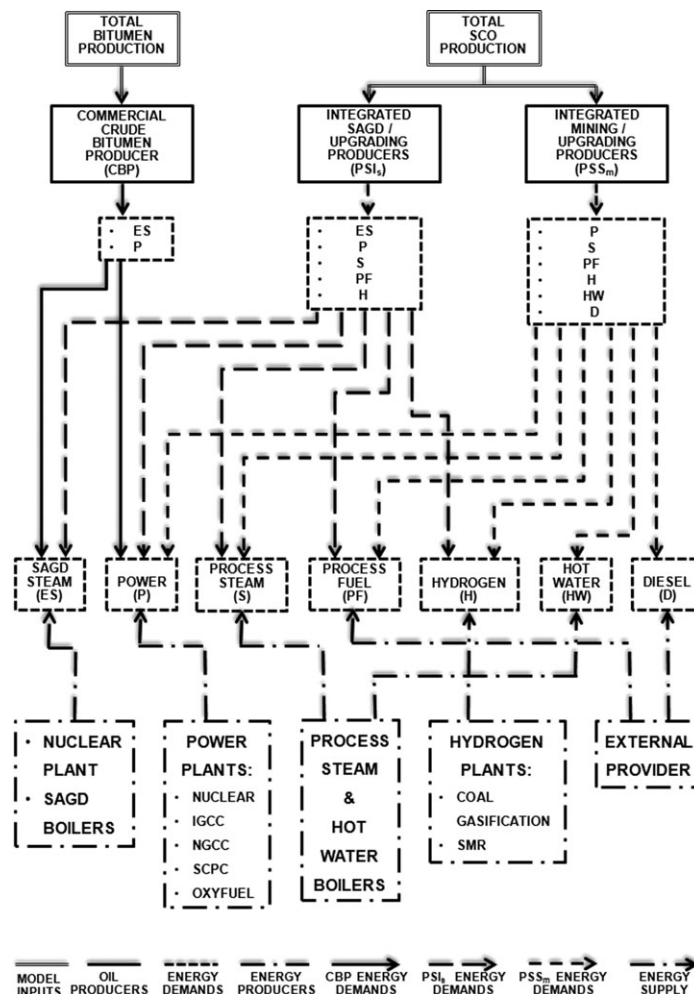 TOTAL
BITUMEN
PRODUCTION
TOTAL
SCO
PRODUCTION
COMMERCIAL
CRUDE
BITUMEN
PRODUCER
(CBP)
INTEGRATED
SAGD /
UPGRADING
PRODUCERS
(PSIs)
INTEGRATED
MINING /
UPGRADING
PRODUCERS
(PSSm)
· ES
· P
· ES
· P
· S
· PF
· H
· P
· S
· PF
· H
· HW
· D
SAGD
STEAM
(ES)
POWER
(P)
PROCESS
STEAM
(S)
PROCESS
FUEL
(PF)
HYDROGEN
(H)
HOT
WATER
(HW)
DIESEL
(D)
· NUCLEAR
PLANT
· SAGD
BOILERS
POWER
PLANTS:
· NUCLEAR
· IGCC
· NGCC
· SCPC
· OXYFUEL
PROCESS
STEAM
&
HOT
WATER
BOILERS
HYDROGEN
PLANTS:
· COAL
GASIFICATION
· SMR
EXTERNAL
PROVIDER
MODEL
INPUTS
OIL
PRODUCERS
ENERGY
DEMANDS
ENERGY
PRODUCERS
CBP ENERGY
DEMANDS
PSIs ENERGY
DEMANDS
PSSm ENERGY
DEMANDS
ENERGY
SUPPLY